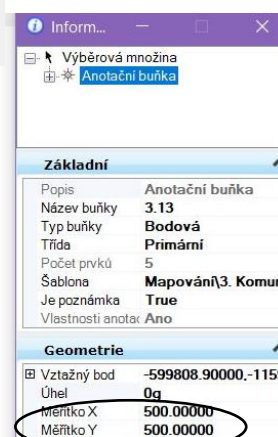 Inform...
Výběrová množina
Anotační buňka
Základní
Popis Anotační buňka
Název buňky 3.13
Typ buňky Bodová
Třída Primární
Počet prvků 5
Šablona Mapování\3. Komun
Je poznámka True
Vlastnosti anotac Ano
Geometrie
Vztažný bod -599808.90000,-115
Úhel 0g
Měřítko X 500.00000
Měřítko Y 500.00000